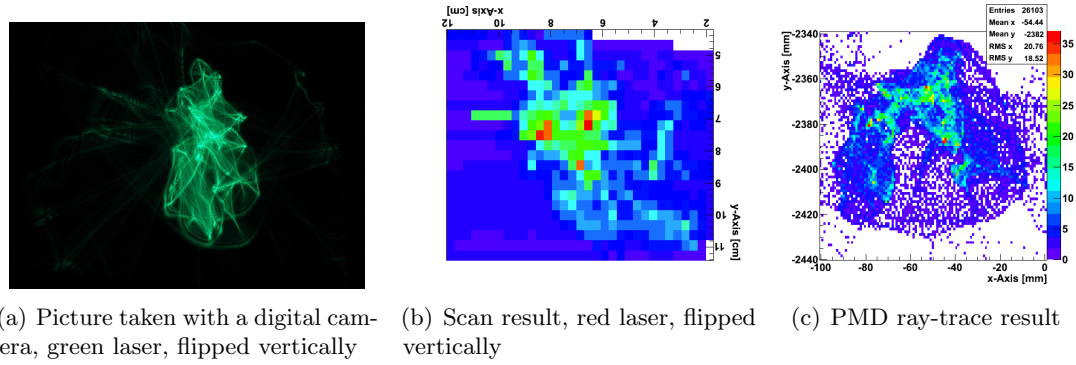 12 10 8 6 4 2
x-Axis [cm]
5
6
7
8
9
10
11
y-Axis [cm]
Entries 26103
Mean x -54.44
Mean y -2382
RMS x 20.76
RMS y 18.52
y-Axis [mm]
-2340
-2360
-2380
-2400
-2420
-2440
-100 -80 -60 -40 -20 0
x-Axis [mm]
35
30
25
20
15
10
5
0
(a) Picture taken with a digital cam-
era, green laser, flipped vertically
(b) Scan result, red laser, flipped
vertically
(c) PMD ray-trace result